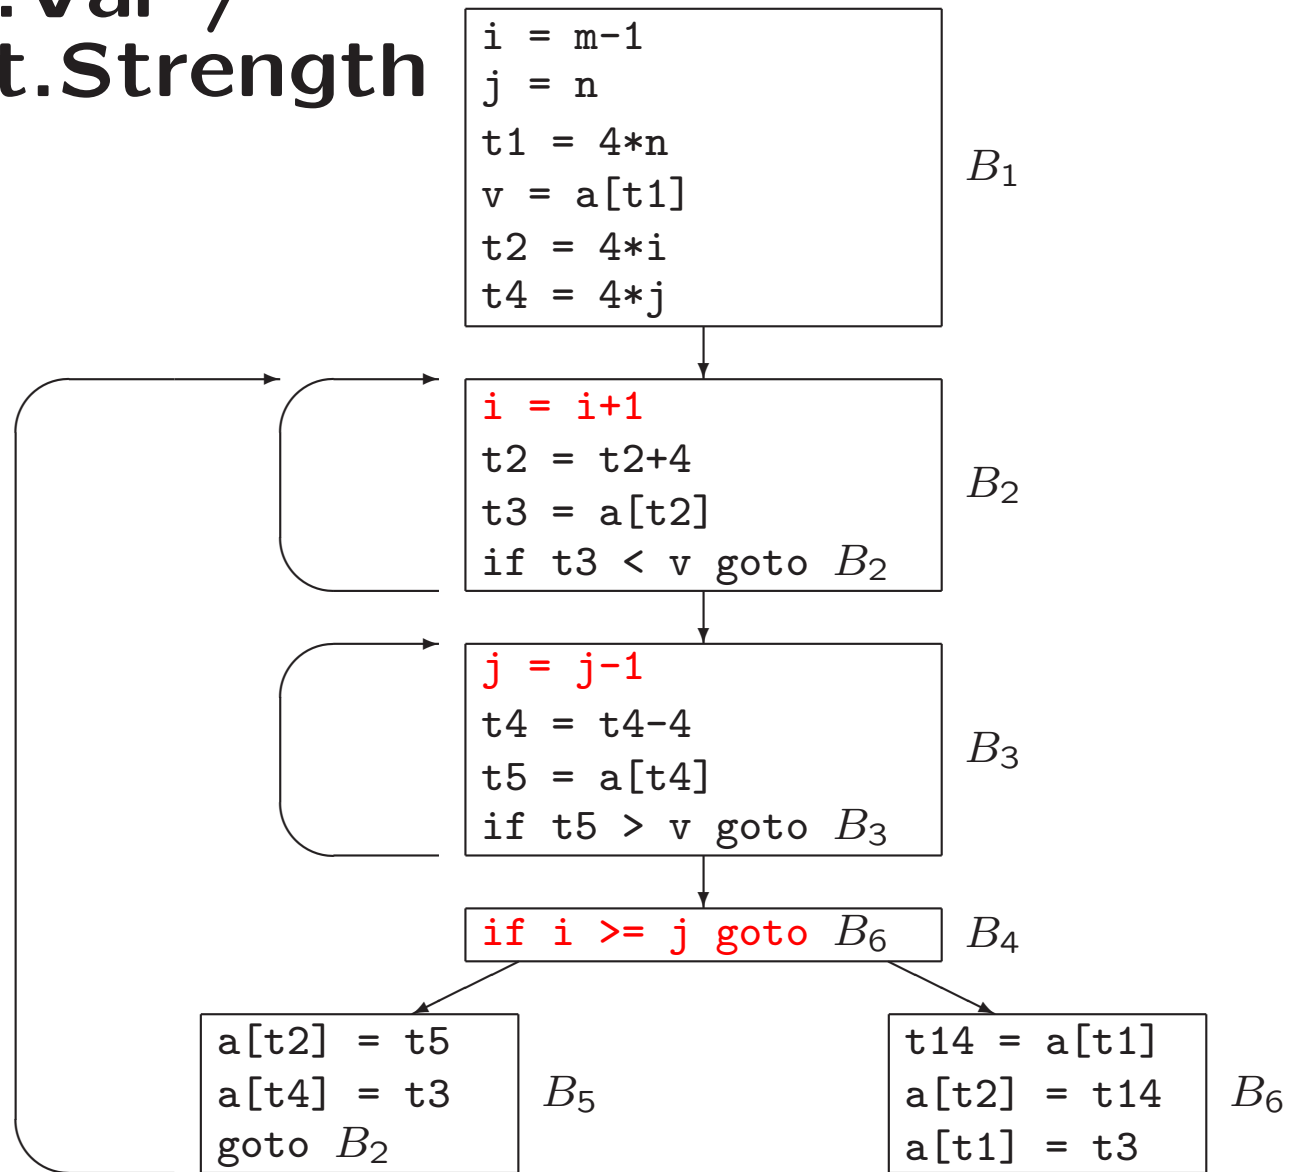 .Var /
t.Strength
i = m-1
j = n
t1 = 4*n
v = a[t1]
t2 = 4*i
t4 = 4*j
B1
i = i+1
t2 = t2+4
t3 = a[t2]
if t3 < v goto B2
B2
j = j-1
t4 = t4-4
t5 = a[t4]
if t5 > v goto B3
B3
if i >= j goto B6
B4
a[t2] = t5
a[t4] = t3
goto B2
B5
t14 = a[t1]
a[t2] = t14
a[t1] = t3
B6